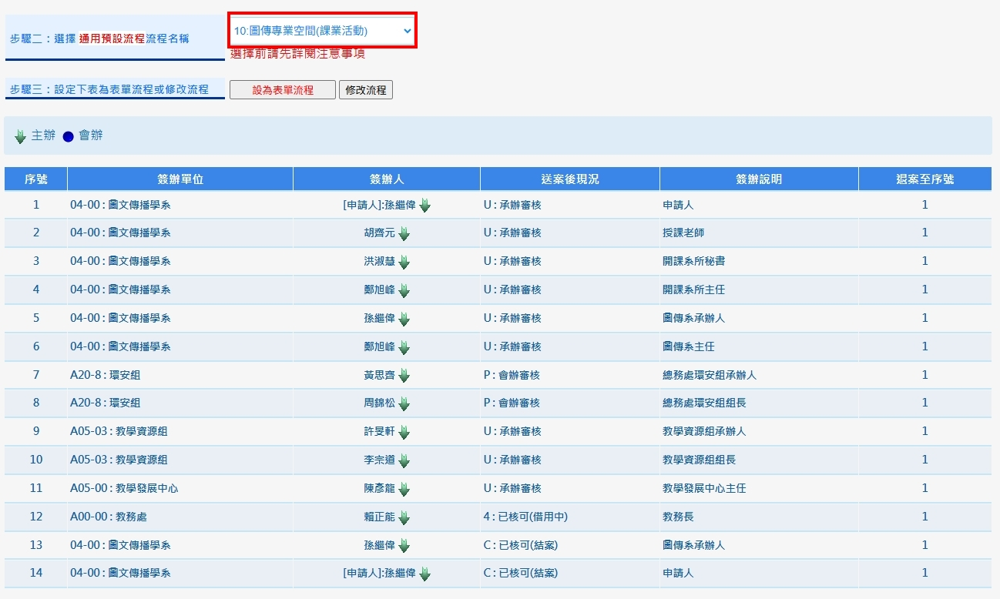 步驟二：選擇 通用預設流程流程名稱
10:圖傳專業空間(課業活動)
選擇前請先詳閱注意事項
步驟三：設定下表為表單流程或修改流程
設為表單流程 修改流程
主辦 會辦
序號 簽辦單位 簽辦人 送案後現況 簽辦說明 退案至序號
1 04-00 : 圖文傳播學系 [申請人]:孫繼偉 U : 承辦審核 申請人 1
2 04-00 : 圖文傳播學系 胡齊元 U : 承辦審核 授課老師 1
3 04-00 : 圖文傳播學系 洪淑慧 U : 承辦審核 開課系所秘書 1
4 04-00 : 圖文傳播學系 鄭旭峰 U : 承辦審核 開課系所主任 1
5 04-00 : 圖文傳播學系 孫繼偉 U : 承辦審核 圖傳系承辦人 1
6 04-00 : 圖文傳播學系 鄭旭峰 U : 承辦審核 圖傳系主任 1
7 A20-8 : 環安組 黃思齊 P : 會辦審核 總務處環安組承辦人 1
8 A20-8 : 環安組 周錦松 P : 會辦審核 總務處環安組組長 1
9 A05-03 : 教學資源組 許旻軒 U : 承辦審核 教學資源組承辦人 1
10 A05-03 : 教學資源組 李宗道 U : 承辦審核 教學資源組組長 1
11 A05-00 : 教學發展中心 陳彥龍 U : 承辦審核 教學發展中心主任 1
12 A00-00 : 教務處 賴正能 4 : 已核可(借用中) 教務長 1
13 04-00 : 圖文傳播學系 孫繼偉 C : 已核可(結案) 圖傳系承辦人 1
14 04-00 : 圖文傳播學系 [申請人]:孫繼偉 C : 已核可(結案) 申請人 1